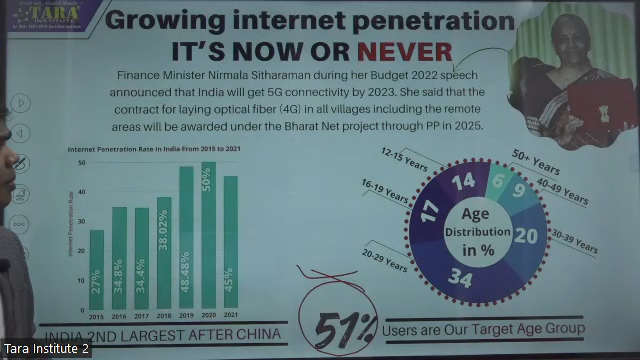 TARA
INSTITUTE
Growing internet penetration
IT'S NOW OR NEVER
Finance Minister Nirmala Sitharaman during her Budget 2022 speech
announced that India will get 5G connectivity by 2023. She said that the
contract for laying optical fiber (4G) in all villages including the remote
areas will be awarded under the Bharat Net project through PP in 2025.
Internet Penetration Rate in India From 2015 to 2021
Internet Penetration Rate
50
40
30
20
10
0
27%
34.8%
34.4%
38.02%
48.48%
50%
45%
2015 2016 2017 2018 2019 2020 2021
12-15 Years
50+ Years
16-19 Years
40-49 Years
20-29 Years
30-39 Years
14
6
9
17
20
34
Age
Distribution
in %
INDIA 2ND LARGEST AFTER CHINA
51%
Users are Our Target Age Group
Tara Institute 2